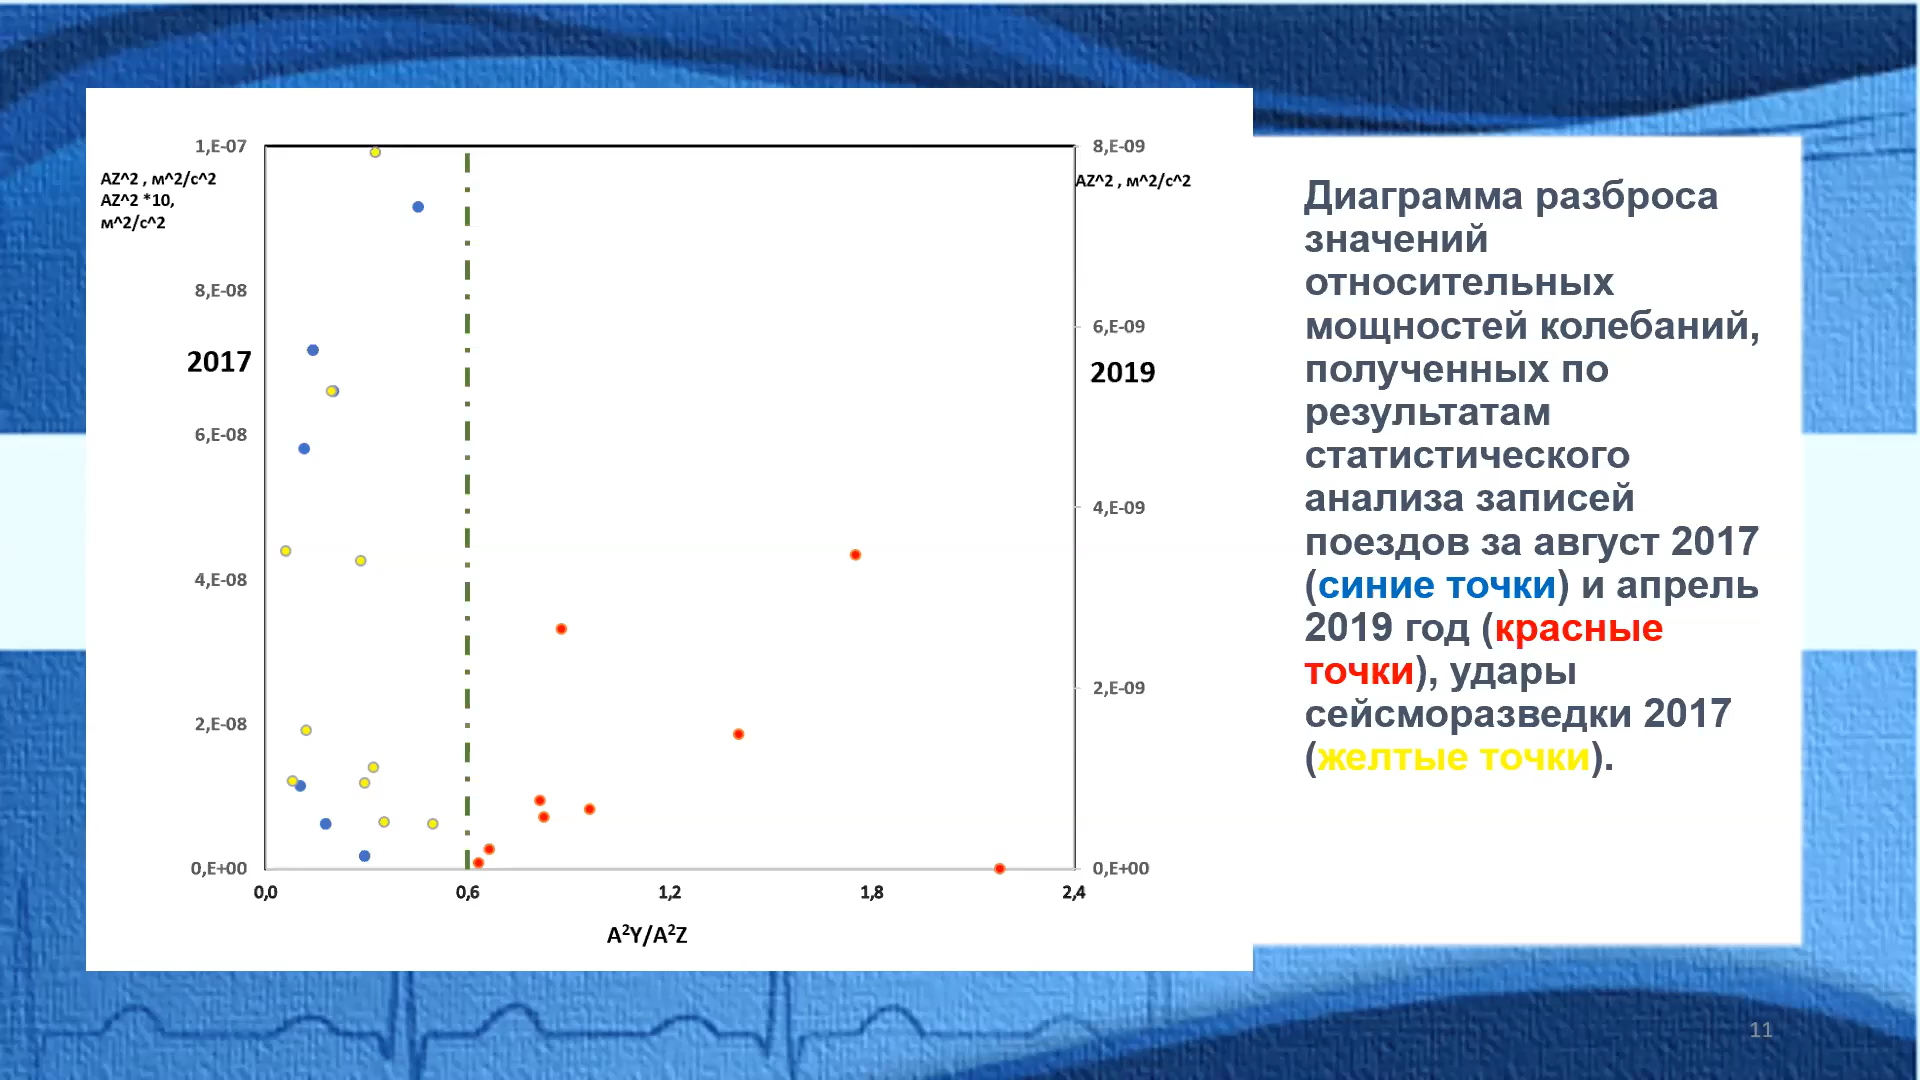 1,E-07
AZ^2 , м^2/с^2
AZ^2 *10,
м^2/с^2
8,E-08
2017
6,E-08
4,E-08
2,E-08
0,E+00
0,0
0,6
1,2
1,8
2,4
A²Y/A²Z
8,E-09
AZ^2 , м^2/с^2
6,E-09
2019
4,E-09
2,E-09
0,E+00
Диаграмма разброса
значений
относительных
мощностей колебаний,
полученных по
результатам
статистического
анализа записей
поездов за август 2017
(синие точки) и апрель
2019 год (красные
точки), удары
сейсморазведки 2017
(желтые точки).
11